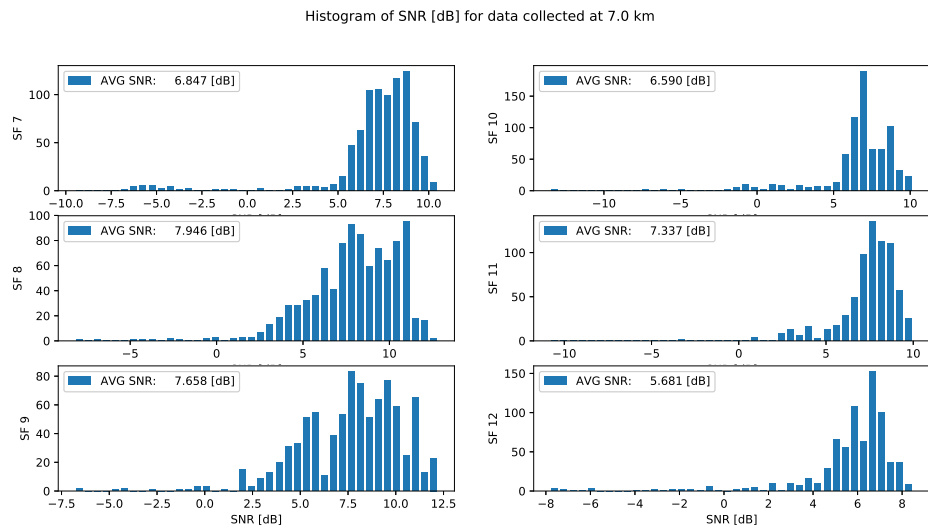 Histogram of SNR [dB] for data collected at 7.0 km
AVG SNR: 6.847 [dB]
SF 7
100
50
0
−10.0 −7.5 −5.0 −2.5 0.0 2.5 5.0 7.5 10.0
AVG SNR: 6.590 [dB]
SF 10
150
100
50
0
−10 −5 0 5 10
AVG SNR: 7.946 [dB]
SF 8
100
80
60
40
20
0
−5 0 5 10
AVG SNR: 7.337 [dB]
SF 11
100
50
0
−10 −5 0 5 10
AVG SNR: 7.658 [dB]
SF 9
80
60
40
20
0
−7.5 −5.0 −2.5 0.0 2.5 5.0 7.5 10.0 12.5
SNR [dB]
AVG SNR: 5.681 [dB]
SF 12
150
100
50
0
−8 −6 −4 −2 0 2 4 6 8
SNR [dB]